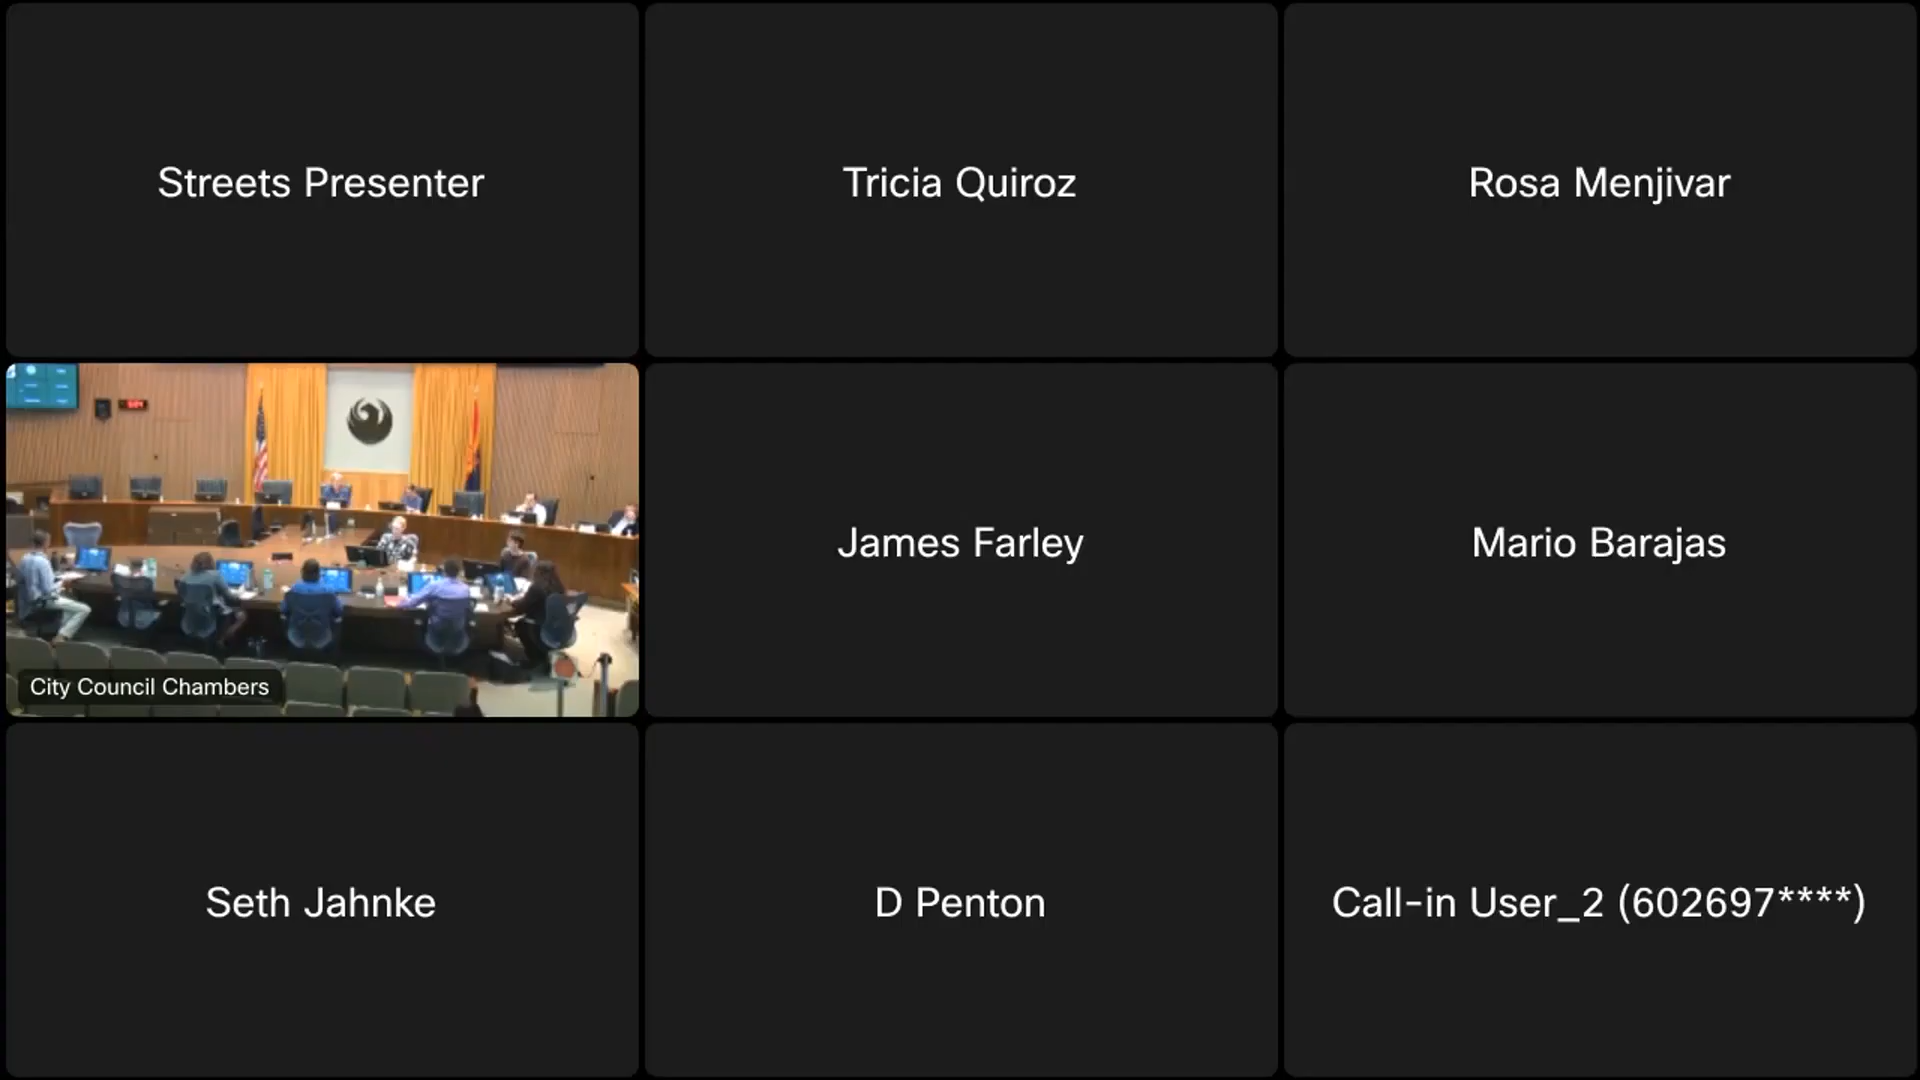 Streets Presenter
Tricia Quiroz
Rosa Menjivar
City Council Chambers
James Farley
Mario Barajas
Seth Jahnke
D Penton
Call-in User_2 (602697****)